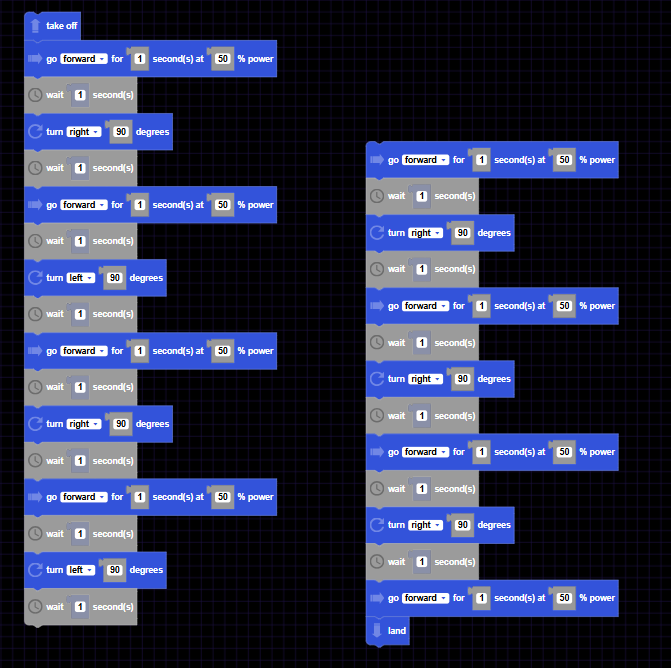 take off
go forward for 1 second(s) at 50 % power
wait 1 second(s)
turn right 90 degrees
wait 1 second(s)
go forward for 1 second(s) at 50 % power
wait 1 second(s)
turn left 90 degrees
wait 1 second(s)
go forward for 1 second(s) at 50 % power
wait 1 second(s)
turn right 90 degrees
wait 1 second(s)
go forward for 1 second(s) at 50 % power
wait 1 second(s)
turn left 90 degrees
wait 1 second(s)
go forward for 1 second(s) at 50 % power
wait 1 second(s)
turn right 90 degrees
wait 1 second(s)
go forward for 1 second(s) at 50 % power
wait 1 second(s)
turn right 90 degrees
wait 1 second(s)
go forward for 1 second(s) at 50 % power
wait 1 second(s)
turn right 90 degrees
wait 1 second(s)
go forward for 1 second(s) at 50 % power
land